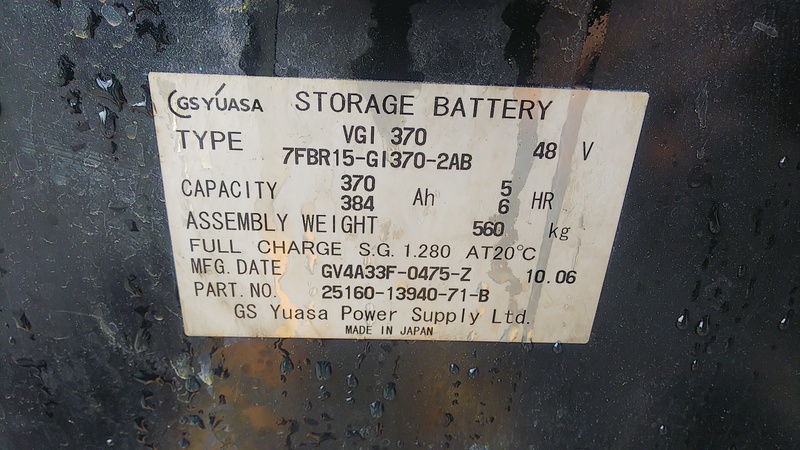 GS YUASA STORAGE BATTERY
TYPE VGI 370 48 V
7FBR15-GI370-2AB
CAPACITY 370 Ah 5 HR
384 6
ASSEMBLY WEIGHT 560 kg
FULL CHARGE S.G. 1.280 AT20℃
MFG.DATE GV4A33F-0475-Z 10.06
PART.NO. 25160-13940-71-B
GS Yuasa Power Supply Ltd.
MADE IN JAPAN